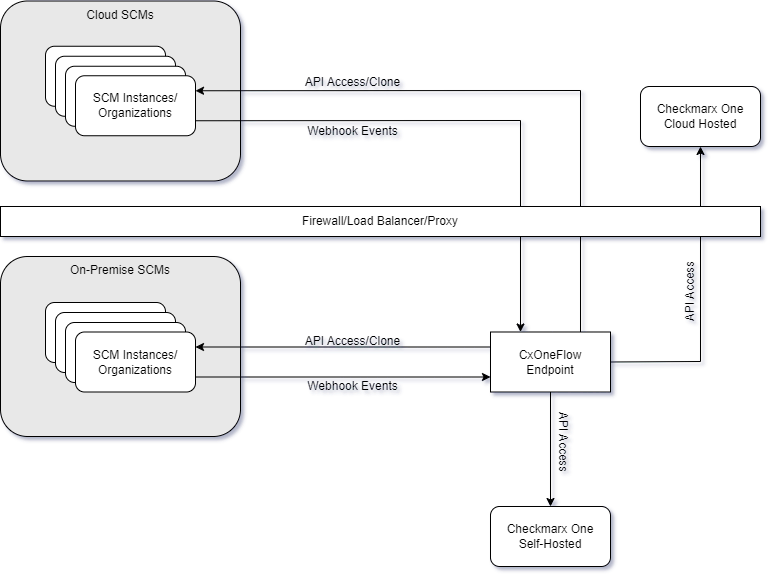 Cloud SCMs
SCM Instances/
Organizations
API Access/Clone
Webhook Events
Checkmarx One
Cloud Hosted
Firewall/Load Balancer/Proxy
On-Premise SCMs
SCM Instances/
Organizations
API Access/Clone
Webhook Events
CxOneFlow
Endpoint
API Access
API Access
Checkmarx One
Self-Hosted